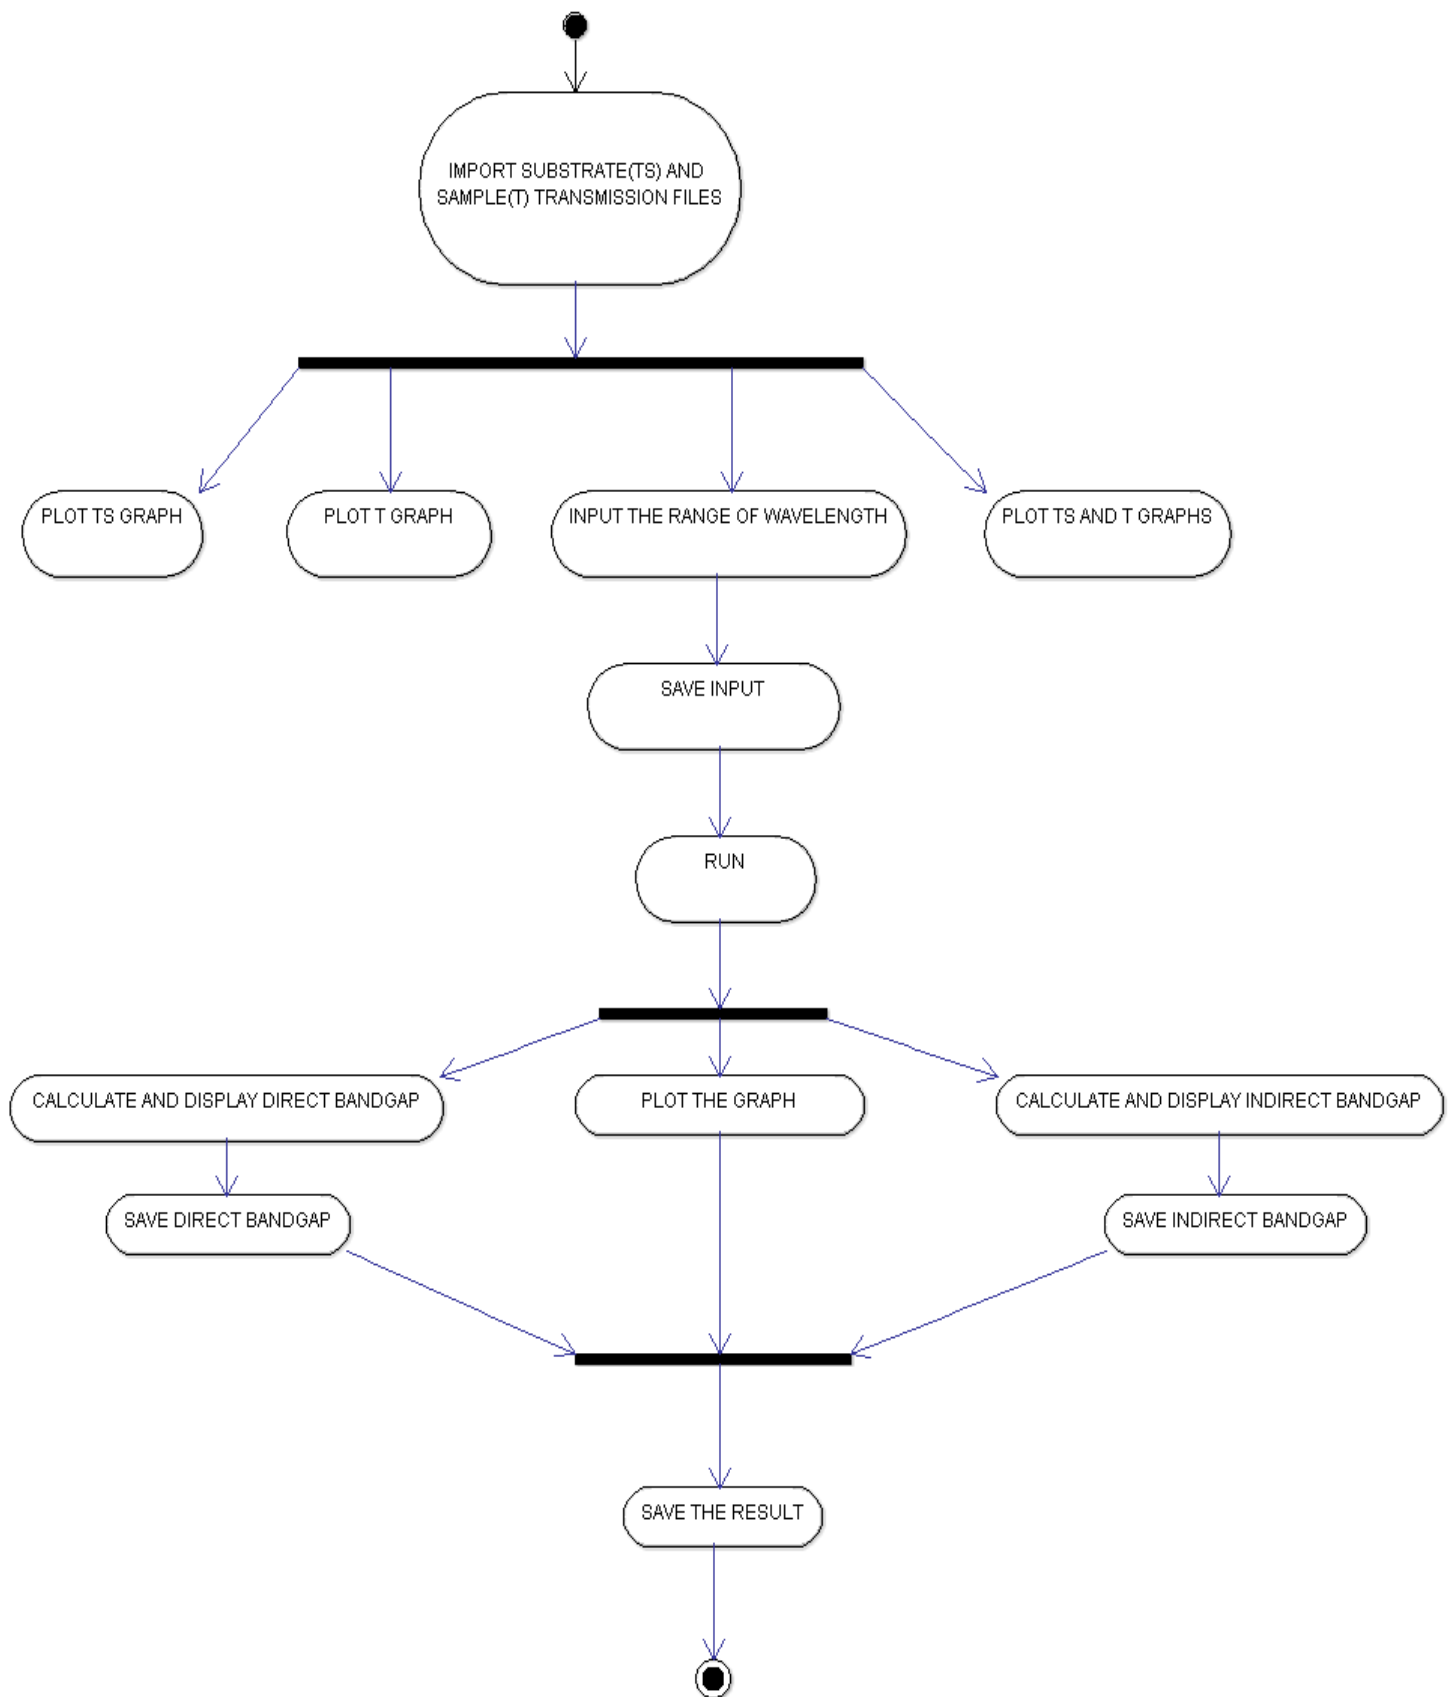 IMPORT SUBSTRATE(TS) AND
SAMPLE(T) TRANSMISSION FILES
PLOT TS GRAPH
PLOT T GRAPH
INPUT THE RANGE OF WAVELENGTH
PLOT TS AND T GRAPHS
SAVE INPUT
RUN
CALCULATE AND DISPLAY DIRECT BANDGAP
PLOT THE GRAPH
CALCULATE AND DISPLAY INDIRECT BANDGAP
SAVE DIRECT BANDGAP
SAVE INDIRECT BANDGAP
SAVE THE RESULT